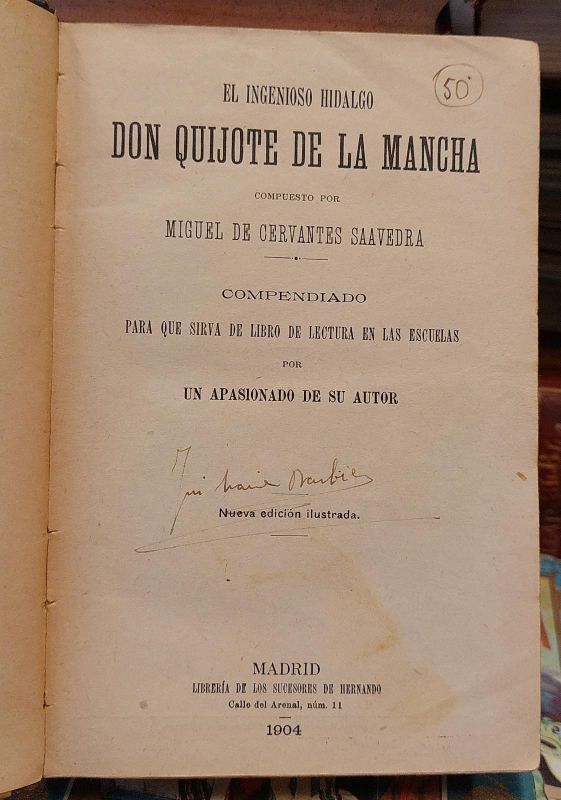 50
EL INGENIOSO HIDALGO
DON QUIJOTE DE LA MANCHA
COMPUESTO POR
MIGUEL DE CERVANTES SAAVEDRA
COMPENDIADO
PARA QUE SIRVA DE LIBRO DE LECTURA EN LAS ESCUELAS
POR
UN APASIONADO DE SU AUTOR
Nueva edición ilustrada.
MADRID
LIBRERÍA DE LOS SUCESORES DE HERNANDO
Calle del Arenal, núm. 11
1904